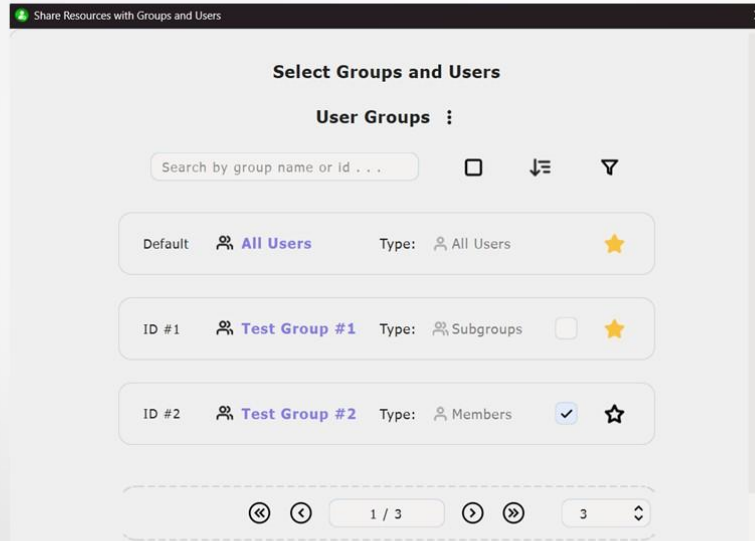 Share Resources with Groups and Users
Select Groups and Users
User Groups
Search by group name or id . . .
Default All Users Type: All Users
ID #1 Test Group #1 Type: Subgroups
ID #2 Test Group #2 Type: Members
1 / 3 3